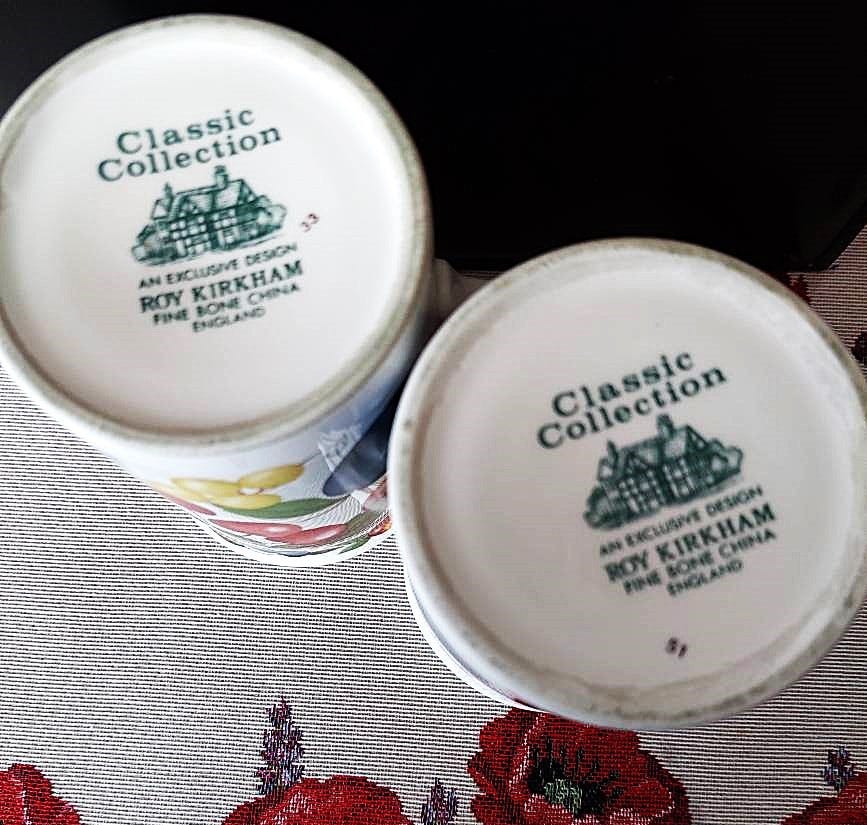 Classic
Collection
33
AN EXCLUSIVE DESIGN
ROY KIRKHAM
FINE BONE CHINA
ENGLAND
Classic
Collection
AN EXCLUSIVE DESIGN
ROY KIRKHAM
FINE BONE CHINA
ENGLAND
51